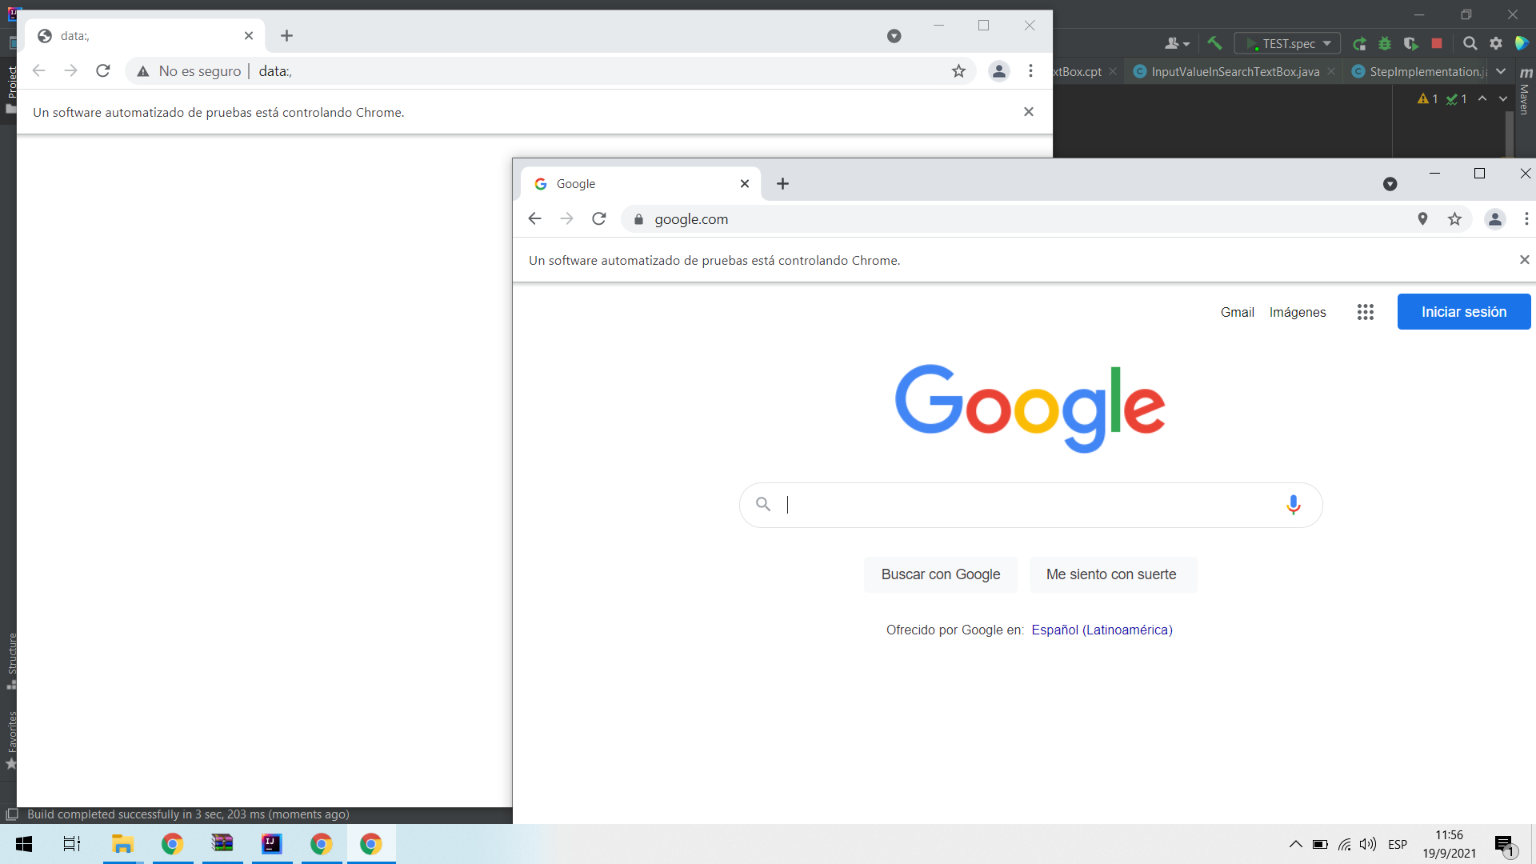 data:,
No es seguro | data:,
Un software automatizado de pruebas está controlando Chrome.
TEST.spec
xtBox.cpt
InputValueInSearchTextBox.java
StepImplementation.j
1
1
Project
Maven
Google
google.com
Un software automatizado de pruebas está controlando Chrome.
Gmail
Imágenes
Iniciar sesión
Google
Buscar con Google
Me siento con suerte
Ofrecido por Google en: Español (Latinoamérica)
Structure
Favorites
Build completed successfully in 3 sec, 203 ms (moments ago)
ESP
11:56
19/9/2021
1